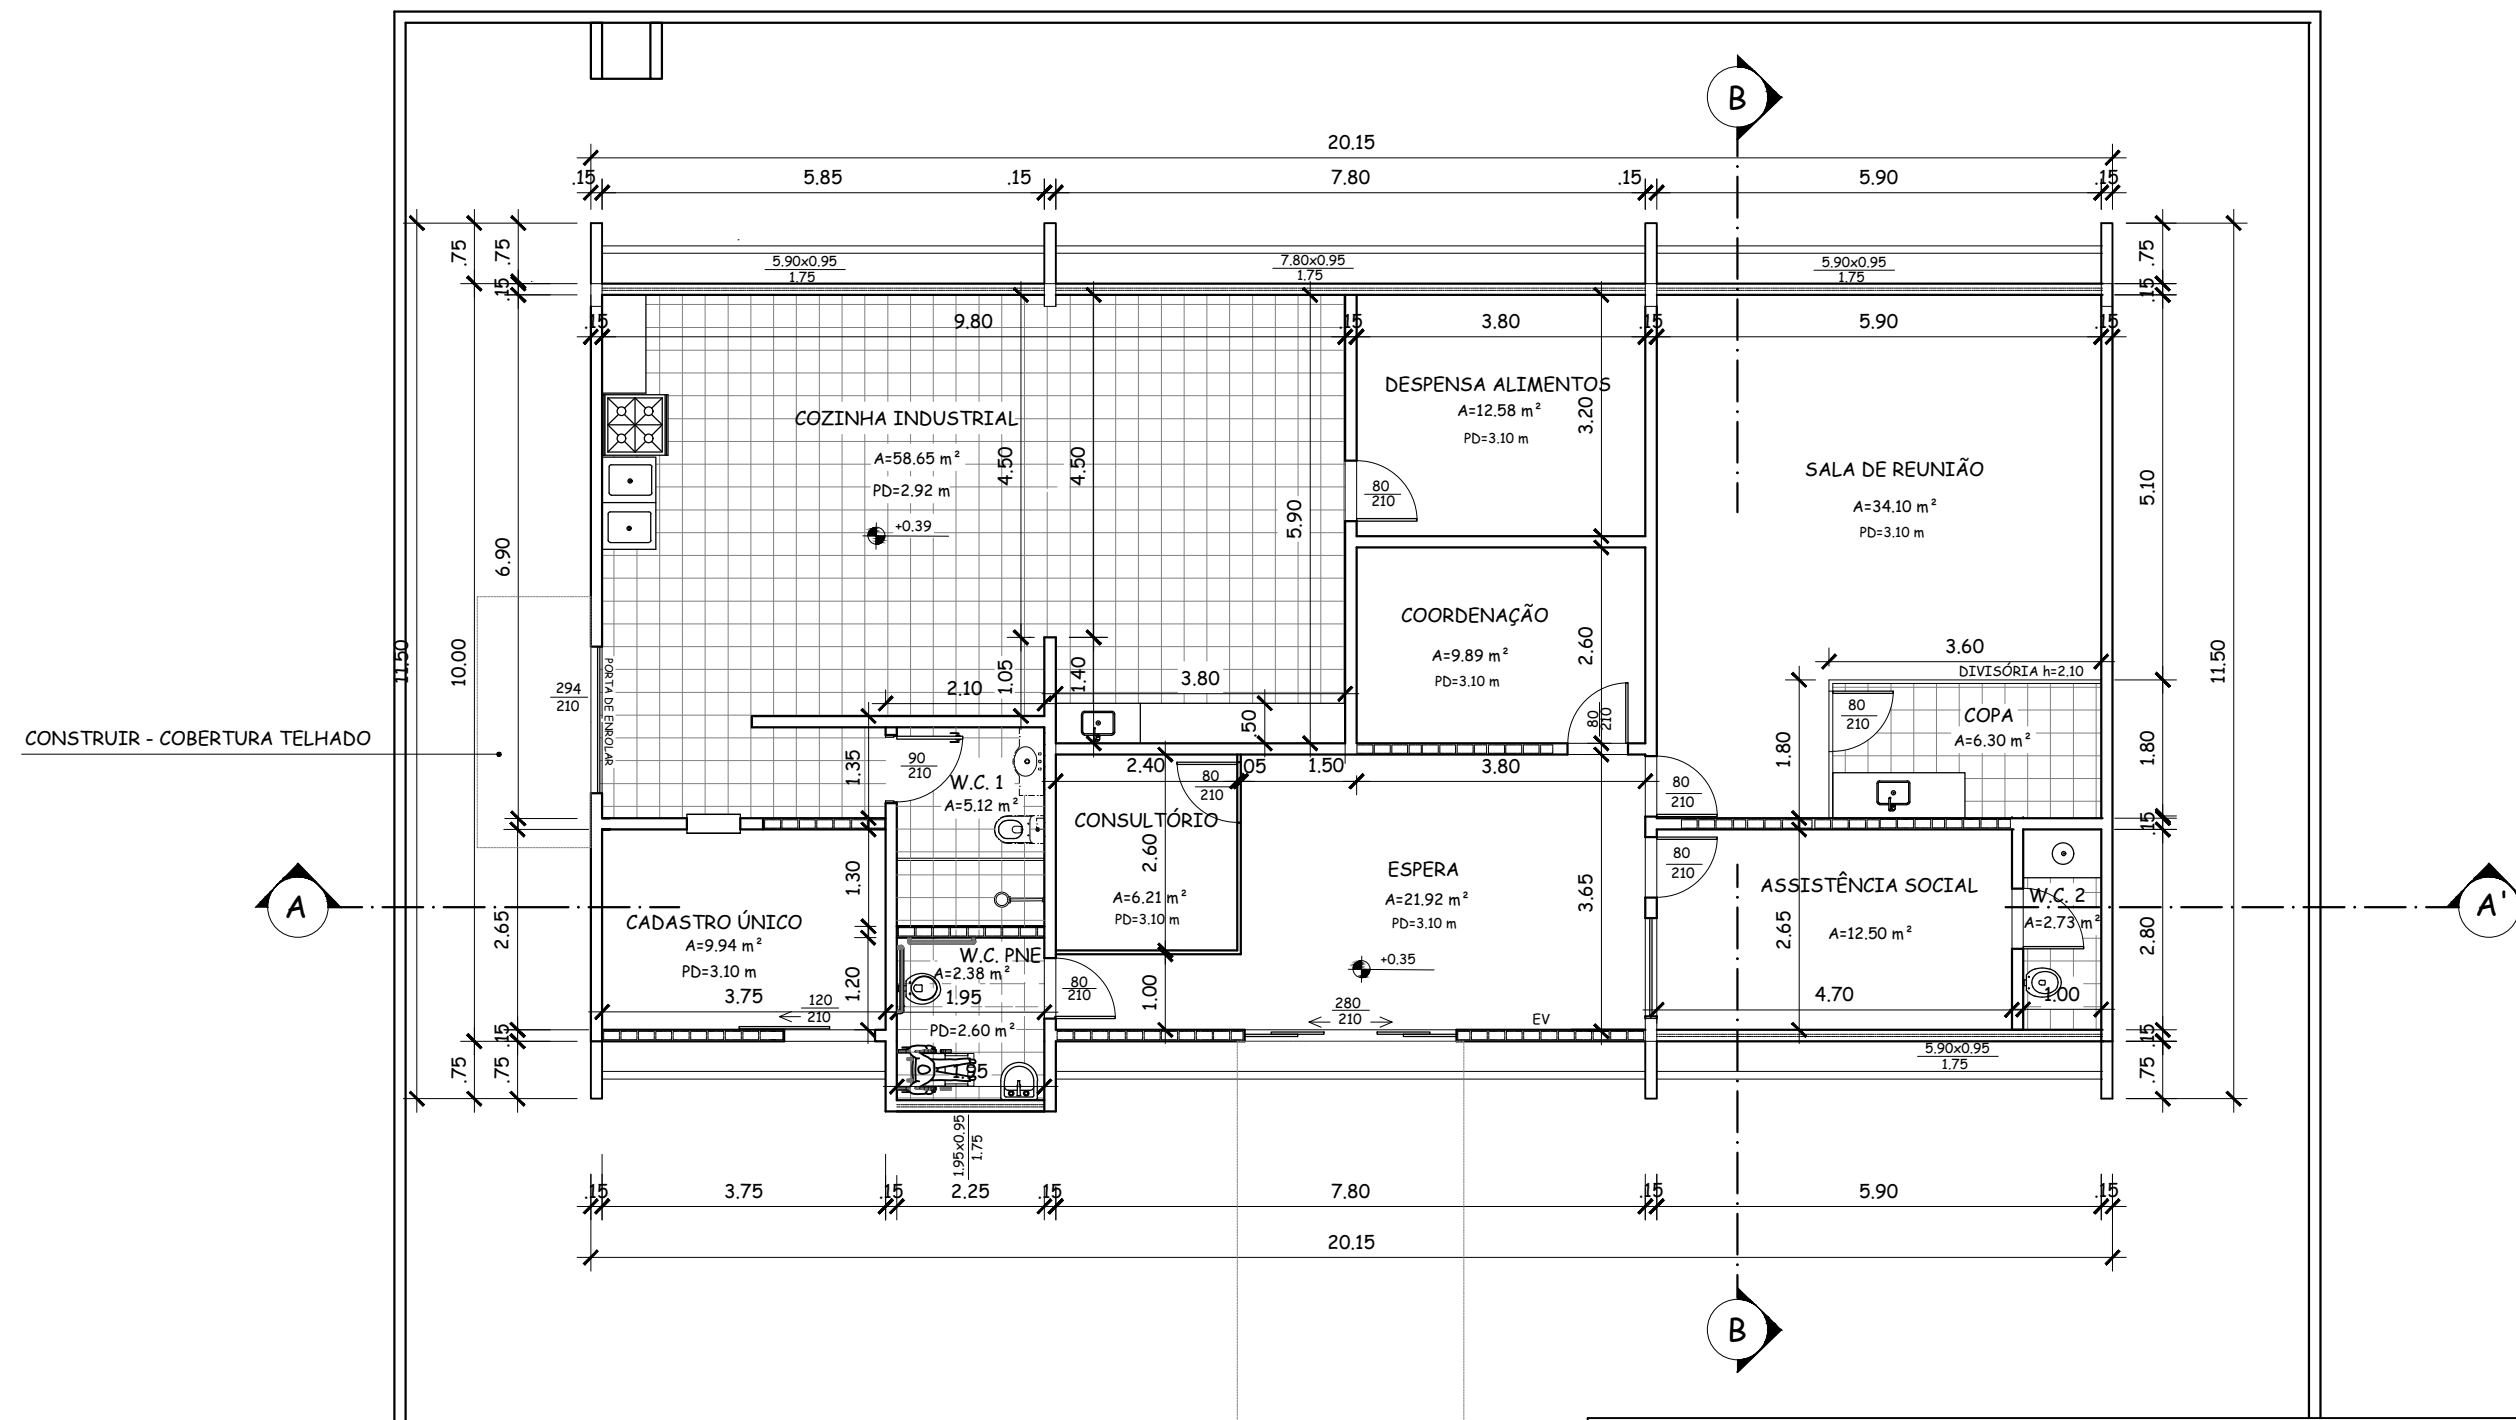 B
20.15
.15 5.85 .15 7.80 .15 5.90 .15
.75 .75 .75
5.90x0.95
1.75
7.80x0.95
1.75
5.90x0.95
1.75
.15 .15
.15 9.80 .15 3.80 .15 5.90 .15
COZINHA INDUSTRIAL
A=58.65 m²
PD=2.92 m
+0.39
4.50
4.50
5.90
DESPENSA ALIMENTOS
A=12.58 m²
PD=3.10 m
3.20
80
210
SALA DE REUNIÃO
A=34.10 m²
PD=3.10 m
5.10
6.90
11.50
10.00
COORDENAÇÃO
A=9.89 m²
PD=3.10 m
2.60
80
210
3.60
DIVISÓRIA h=2.10
11.50
294
210
PORTA DE ENROLAR
2.10
1.05
1.40
3.80
.50
COPA
A=6.30 m²
80
210
1.80
1.80
CONSTRUIR - COBERTURA TELHADO
1.35
90
210
W.C. 1
A=5.12 m²
2.40
80
210
05
1.50
3.80
80
210
CONSULTÓRIO
2.60
A=6.21 m²
PD=3.10 m
ESPERA
A=21.92 m²
PD=3.10 m
+0.35
3.65
80
210
.15
ASSISTÊNCIA SOCIAL
A=12.50 m²
2.65
W.C. 2
A=2.73 m²
2.80
A
A'
CADASTRO ÚNICO
A=9.94 m²
PD=3.10 m
2.65
1.30
1.20
W.C. PNE
A=2.38 m²
1.95
PD=2.60 m²
1.95
3.75
120
210
1.00
80
210
280
210
EV
4.70
1.00
.15
.75
.75
.15
.75
5.90x0.95
1.75
1.95x0.95
1.75
.15 3.75 .15 2.25 .15 7.80 .15 5.90 .15
20.15
B